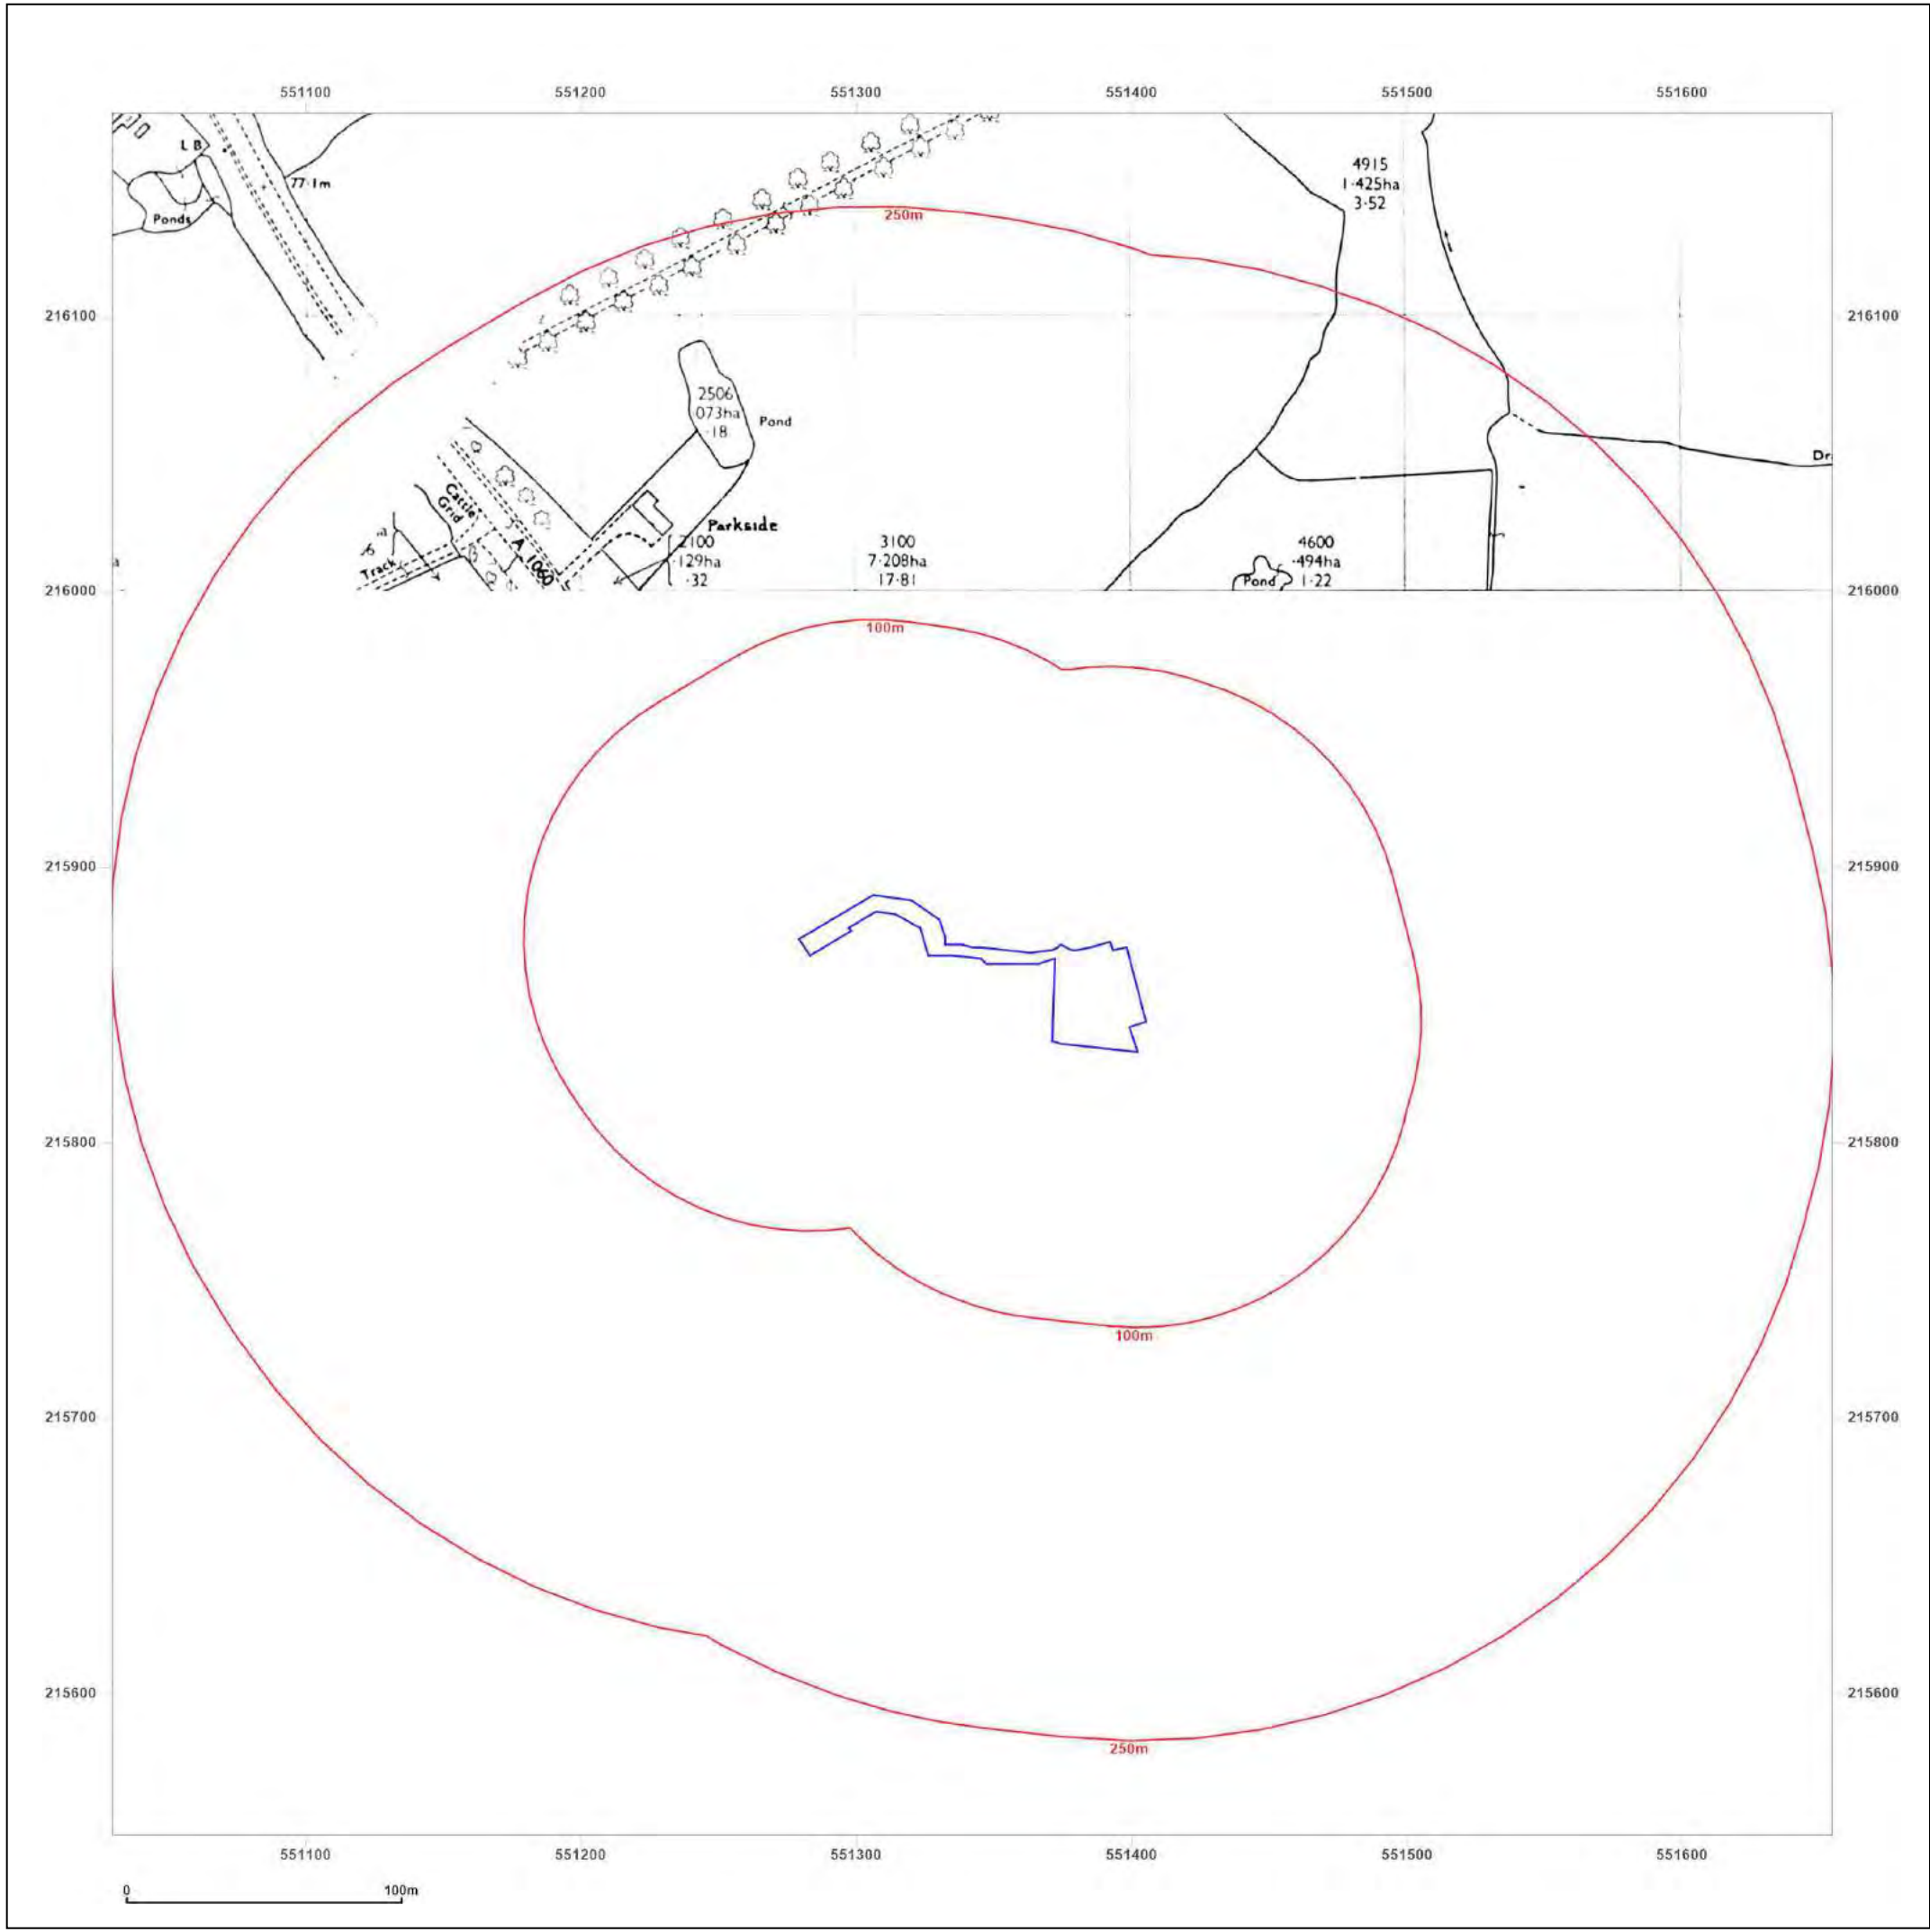 551100 551200 551300 551400 551500 551600
L B
77·1m
Ponds
4915
1·425ha
3·52
250m
216100 216100
2506
073ha
·18
Pond
Dr
Cattle
Grid
A 1060
Track
Parkside
2100
·129ha
·32
3100
7·208ha
17·81
4600
·494ha
1·22
Pond
216000 216000
100m
215900 215900
215800 215800
100m
215700 215700
215600 215600
250m
551100 551200 551300 551400 551500 551600
0 100m